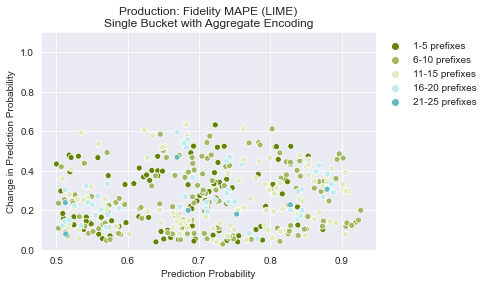 Production: Fidelity MAPE (LIME)
Single Bucket with Aggregate Encoding
1-5 prefixes
6-10 prefixes
11-15 prefixes
16-20 prefixes
21-25 prefixes
Change in Prediction Probability
1.0
0.8
0.6
0.4
0.2
0.0
0.5 0.6 0.7 0.8 0.9
Prediction Probability